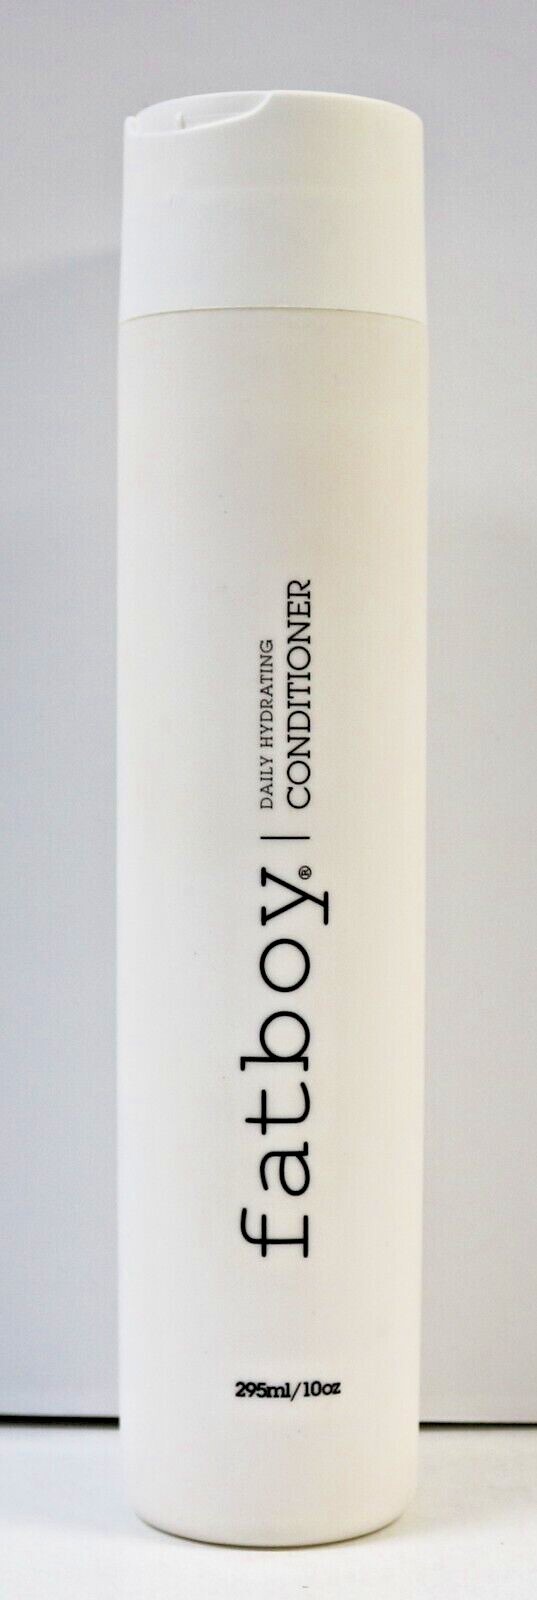 fatboy® |
DAILY HYDRATING
CONDITIONER
295ml/10oz